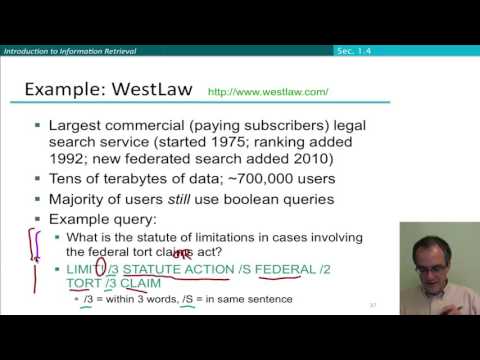 Introduction to Information Retrieval
Sec. 1.4
Example: WestLaw http://www.westlaw.com/
▪ Largest commercial (paying subscribers) legal
search service (started 1975; ranking added
1992; new federated search added 2010)
▪ Tens of terabytes of data; ~700,000 users
▪ Majority of users still use boolean queries
▪ Example query:
▪ What is the statute of limitations in cases involving
the federal tort claims act?
OR
▪ LIMIT! /3 STATUTE ACTION /S FEDERAL /2
TORT /3 CLAIM
▪ /3 = within 3 words, /S = in same sentence
37